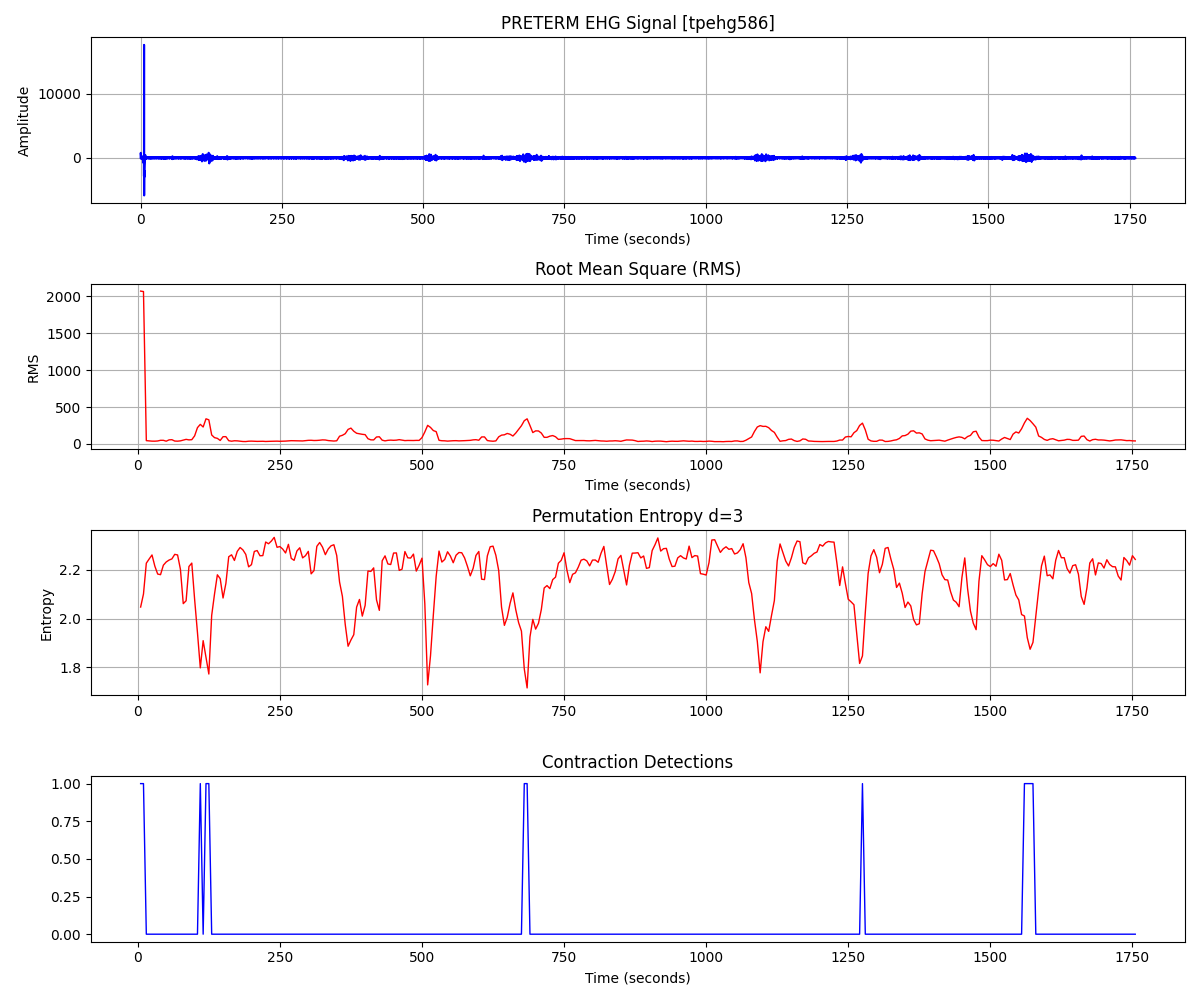 PRETERM EHG Signal [tpehg586]
Amplitude
10000
0
0 250 500 750 1000 1250 1500 1750
Time (seconds)
Root Mean Square (RMS)
RMS
2000
1500
1000
500
0
0 250 500 750 1000 1250 1500 1750
Time (seconds)
Permutation Entropy d=3
Entropy
2.2
2.0
1.8
0 250 500 750 1000 1250 1500 1750
Contraction Detections
1.00
0.75
0.50
0.25
0.00
0 250 500 750 1000 1250 1500 1750
Time (seconds)